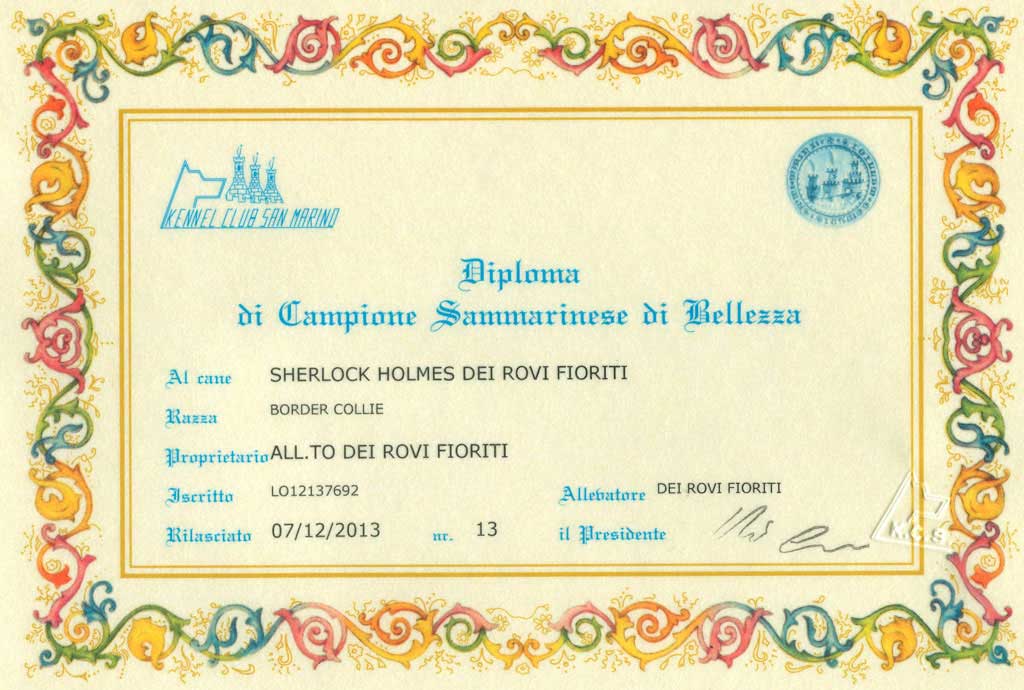 KENNEL CLUB SAN MARINO
Diploma
di Campione Sammarinese di Bellezza
Al cane SHERLOCK HOLMES DEI ROVI FIORITI
Razza BORDER COLLIE
Proprietario ALL.TO DEI ROVI FIORITI
Iscritto LO12137692 Allevatore DEI ROVI FIORITI
Rilasciato 07/12/2013 nr. 13 il Presidente